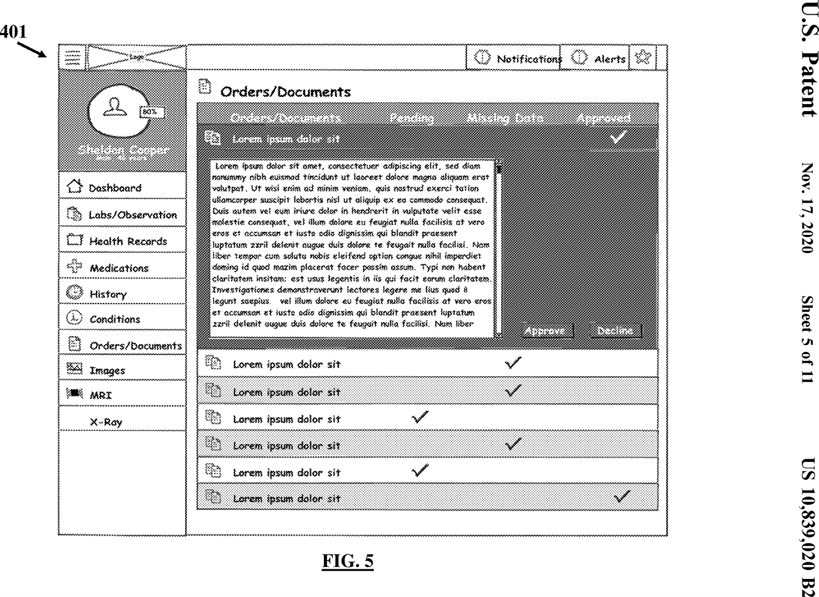 401
Logo
Notifications
Alerts
80%
Sheldon Cooper
Male, 46 years
Dashboard
Labs/Observation
Health Records
Medications
History
Conditions
Orders/Documents
Images
MRI
X-Ray
Orders/Documents
Orders/Documents Pending Missing Data Approved
Lorem ipsum dolor sit
Lorem ipsum dolor sit amet, consectetuer adipiscing elit, sed diam
nonummy nibh euismod tincidunt ut laoreet dolore magna aliquam erat
volutpat. Ut wisi enim ad minim veniam, quis nostrud exerci tation
ullamcorper suscipit lobortis nisl ut aliquip ex ea commodo consequat.
Duis autem vel eum iriure dolor in hendrerit in vulputate velit esse
molestie consequat, vel illum dolore eu feugiat nulla facilisis at vero
eros et accumsan et iusto odio dignissim qui blandit praesent
luptatum zzril delenit augue duis dolore te feugait nulla facilisi. Nam
liber tempor cum soluta nobis eleifend option congue nihil imperdiet
doming id quod mazim placerat facer possim assum. Typi non habent
claritatem insitam; est usus legentis in iis qui facit eorum claritatem.
Investigationes demonstraverunt lectores legere me lius quod ii
legunt saepius. vel illum dolore eu feugiat nulla facilisis at vero eros
et accumsan et iusto odio dignissim qui blandit praesent luptatum
zzril delenit augue duis dolore te feugait nulla facilisi. Nam liber
Approve
Decline
Lorem ipsum dolor sit
Lorem ipsum dolor sit
Lorem ipsum dolor sit
Lorem ipsum dolor sit
Lorem ipsum dolor sit
Lorem ipsum dolor sit
FIG. 5
U.S. Patent
Nov. 17, 2020
Sheet 5 of 11
US 10,839,020 B2